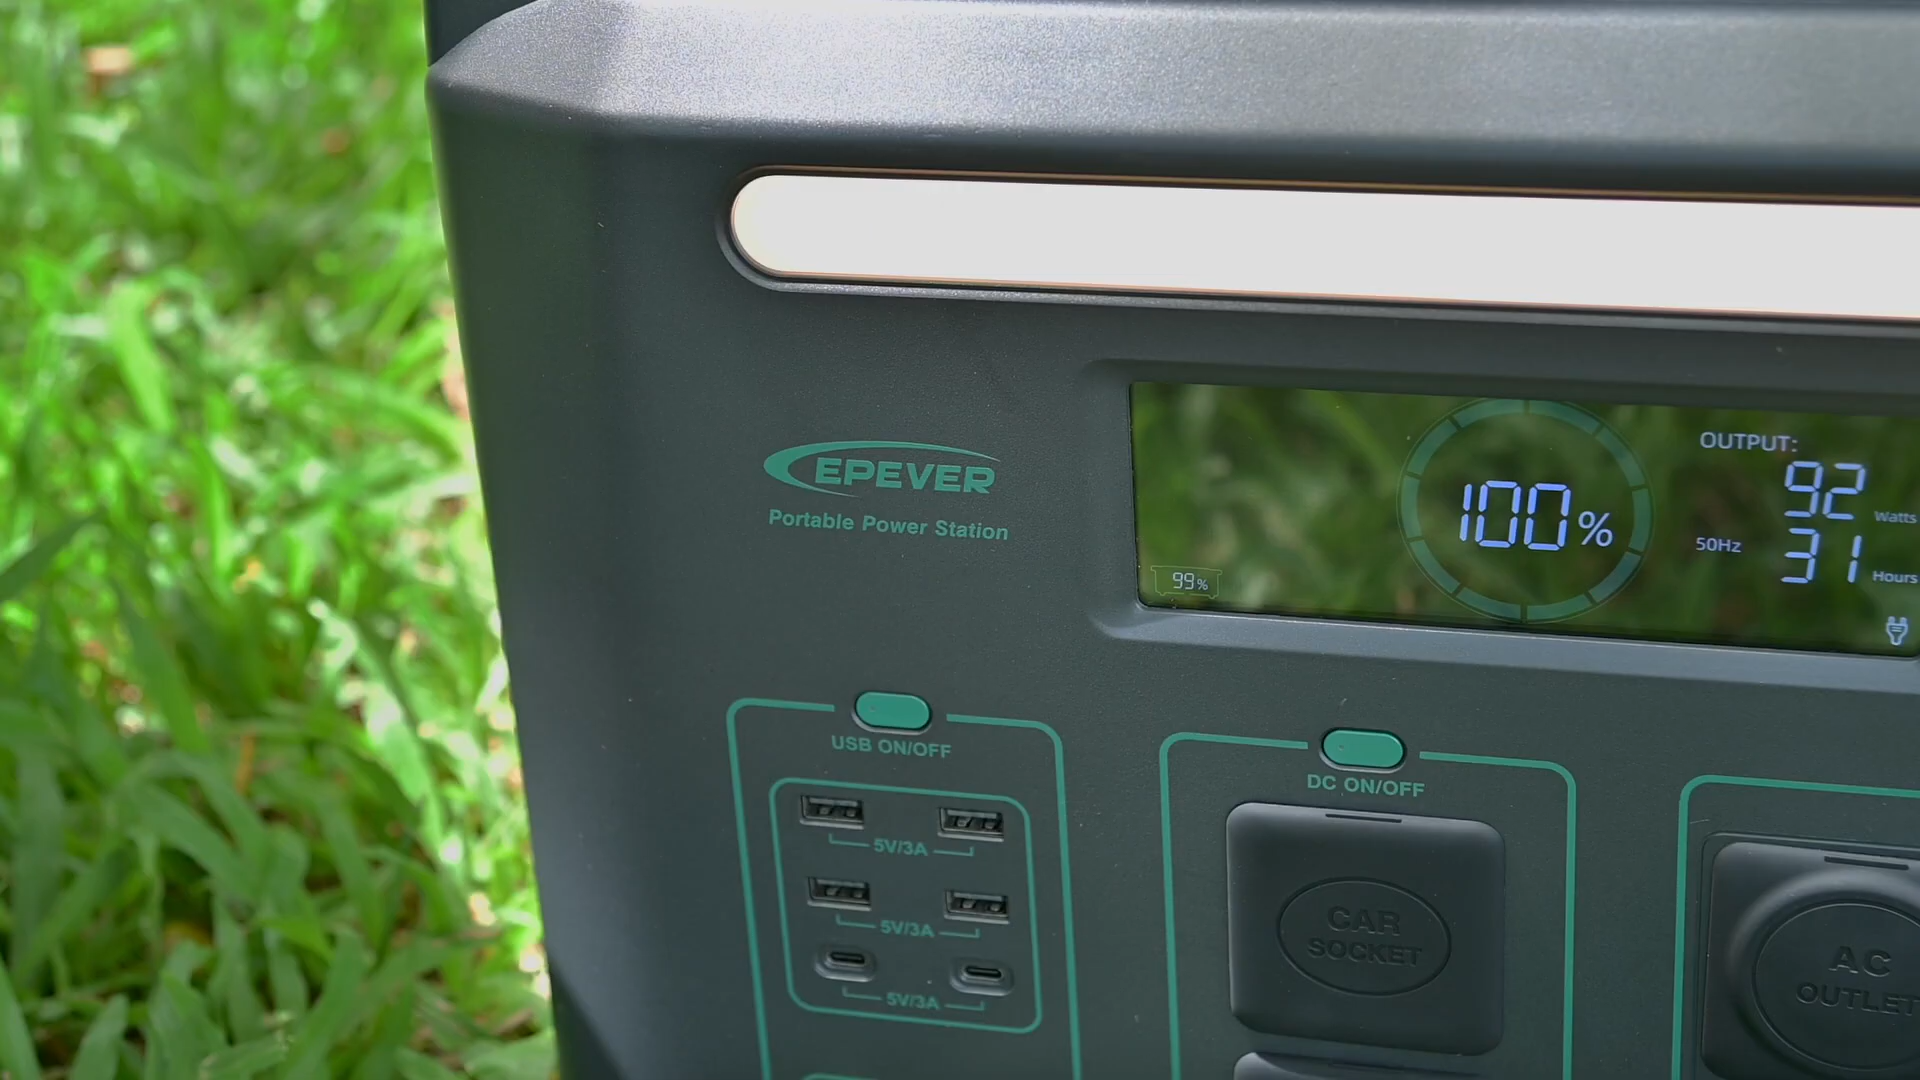 EPEVER
Portable Power Station
99%
100%
OUTPUT:
92 Watts
50Hz
31 Hours
USB ON/OFF
5V/3A
5V/3A
5V/3A
DC ON/OFF
CAR
SOCKET
AC
OUTLET